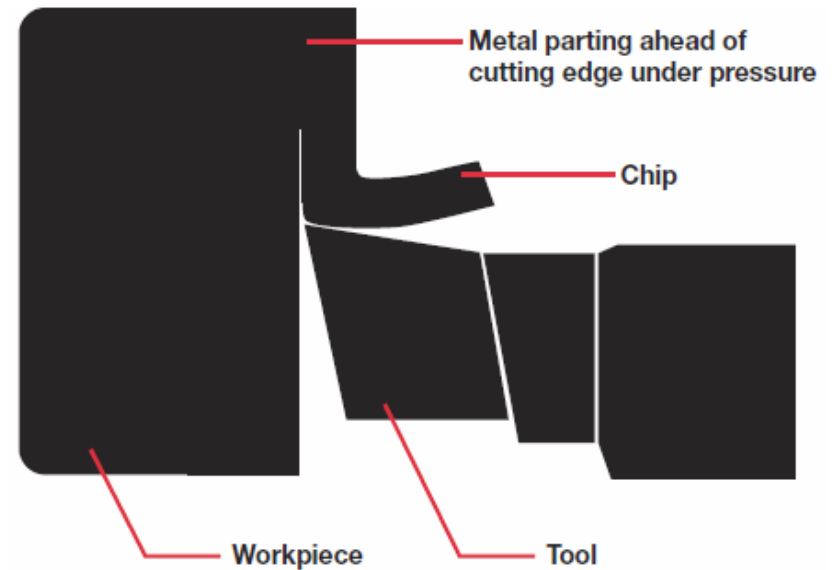 Metal parting ahead of
cutting edge under pressure
Chip
Workpiece
Tool